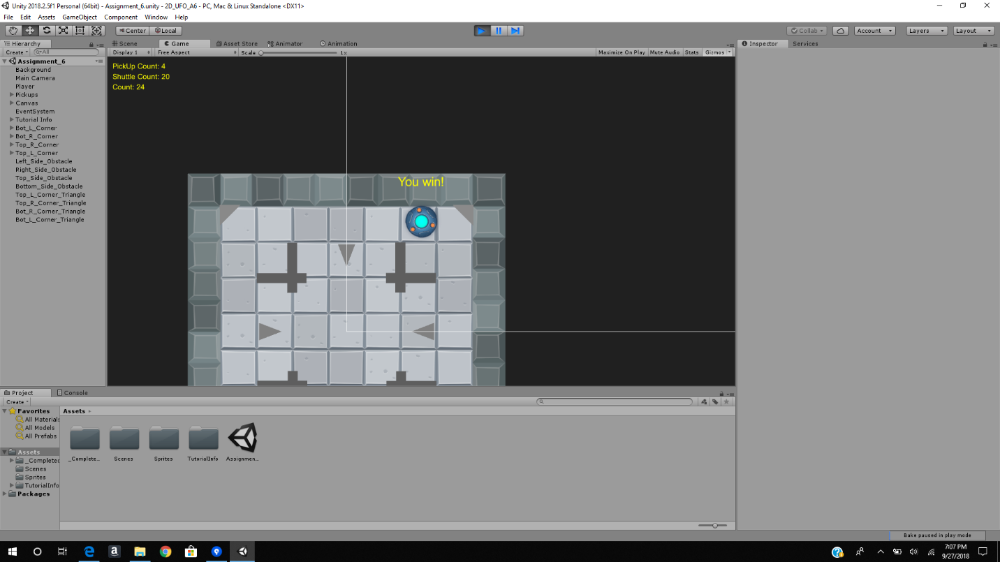 Unity 2018.2.5f1 Personal (64bit) - Assignment_6.unity - 2D_UFO_A6 - PC, Mac & Linux Standalone <DX11>
File Edit Assets GameObject Component Window Help
Center Local Collab Account Layers Layout
Hierarchy Scene Game Asset Store Animator Animation Inspector Services
Create All Display 1 Free Aspect Scale 1x Maximize On Play Mute Audio Stats Gizmos
Assignment_6
Background
Main Camera
Player
Pickups
Canvas
EventSystem
Tutorial Info
Bot_L_Corner
Bot_R_Corner
Top_R_Corner
Top_L_Corner
Left_Side_Obstacle
Right_Side_Obstacle
Top_Side_Obstacle
Bottom_Side_Obstacle
Top_L_Corner_Triangle
Top_R_Corner_Triangle
Bot_R_Corner_Triangle
Bot_L_Corner_Triangle
PickUp Count: 4
Shuttle Count: 20
Count: 24
You win!
Project Console
Create
Favorites
All Materials
All Models
All Prefabs
Assets
_Completed
Scenes
Sprites
TutorialInfo
Packages
Assets
_Complete... Scenes Sprites TutorialInfo Assignmen...
Bake paused in play mode
7:07 PM
9/27/2018